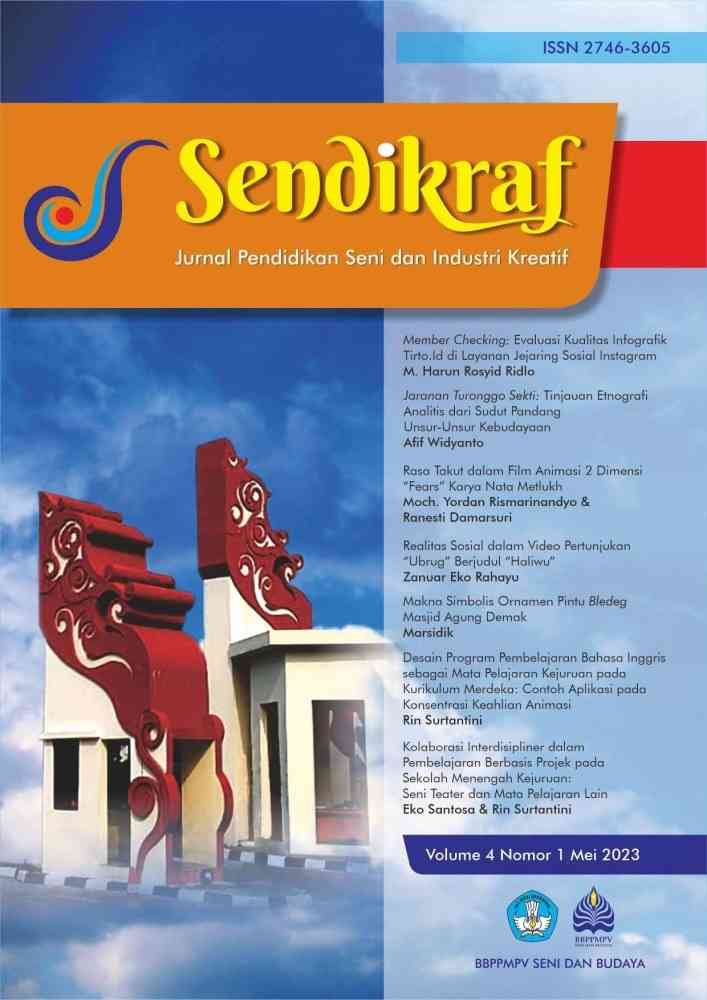 ISSN 2746-3605
Sendikraf
Jurnal Pendidikan Seni dan Industri Kreatif
Member Checking: Evaluasi Kualitas Infografik
Tirto.Id di Layanan Jejaring Sosial Instagram
M. Harun Rosyid Ridlo
Jaranan Turonggo Sekti: Tinjauan Etnografi
Analitis dari Sudut Pandang
Unsur-Unsur Kebudayaan
Afif Widyanto
Rasa Takut dalam Film Animasi 2 Dimensi
"Fears" Karya Nata Metlukh
Moch. Yordan Rismarinandyo &
Ranesti Damarsuri
Realitas Sosial dalam Video Pertunjukan
"Ubrug" Berjudul "Haliwu"
Zanuar Eko Rahayu
Makna Simbolis Ornamen Pintu Bledeg
Masjid Agung Demak
Marsidik
Desain Program Pembelajaran Bahasa Inggris
sebagai Mata Pelajaran Kejuruan pada
Kurikulum Merdeka: Contoh Aplikasi pada
Konsentrasi Keahlian Animasi
Rin Surtantini
Kolaborasi Interdisipliner dalam
Pembelajaran Berbasis Projek pada
Sekolah Menengah Kejuruan:
Seni Teater dan Mata Pelajaran Lain
Eko Santosa & Rin Surtantini
Volume 4 Nomor 1 Mei 2023
BBPPMPV
BBPPMPV SENI DAN BUDAYA